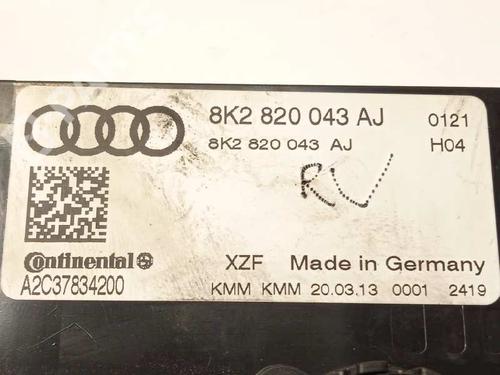 8K2 820 043 AJ 0121
8K2 820 043 AJ H04
RV
Continental XZF Made in Germany
A2C37834200 KMM KMM 20.03.13 0001 2419